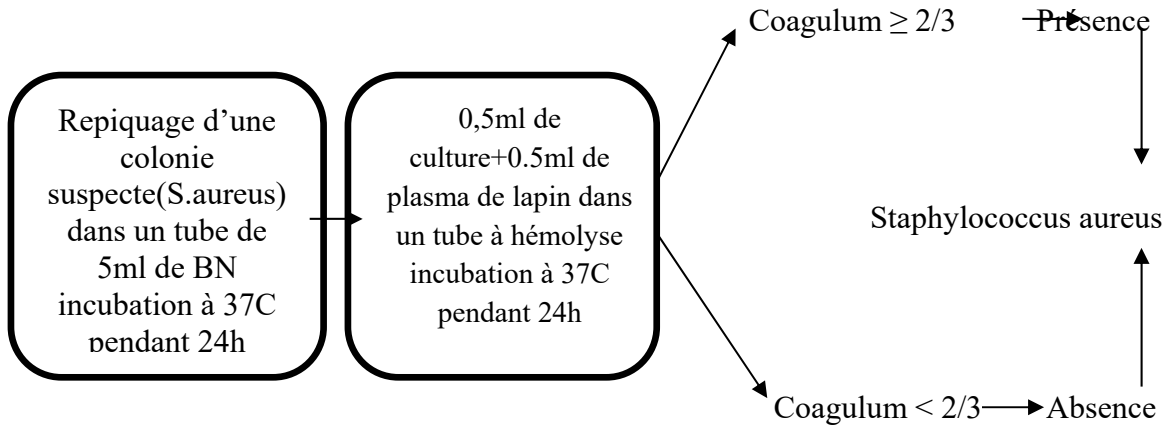 Repiquage d’une
colonie
suspecte(S.aureus)
dans un tube de
5ml de BN
incubation à 37C
pendant 24h
0,5ml de
culture+0.5ml de
plasma de lapin dans
un tube à hémolyse
incubation à 37C
pendant 24h
Coagulum ≥ 2/3
Présence
Staphylococcus aureus
Coagulum < 2/3
Absence